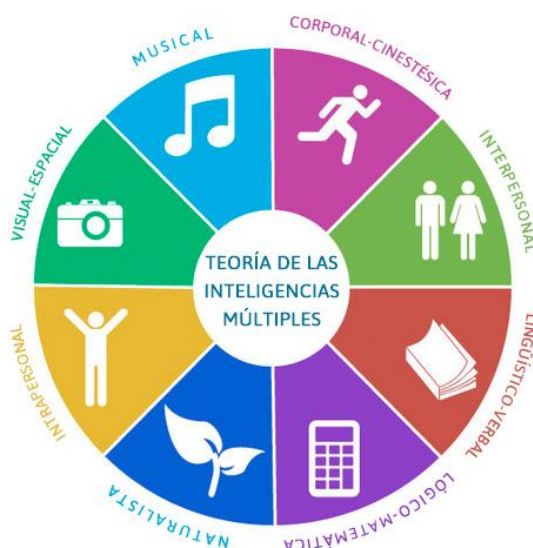 MUSICAL
CORPORAL-CINESTÉSICA
INTERPERSONAL
LINGÜÍSTICO-VERBAL
LÓGICO-MATEMÁTICA
NATURALISTA
INTRAPERSONAL
VISUAL-ESPACIAL
TEORÍA DE LAS
INTELIGENCIAS
MÚLTIPLES